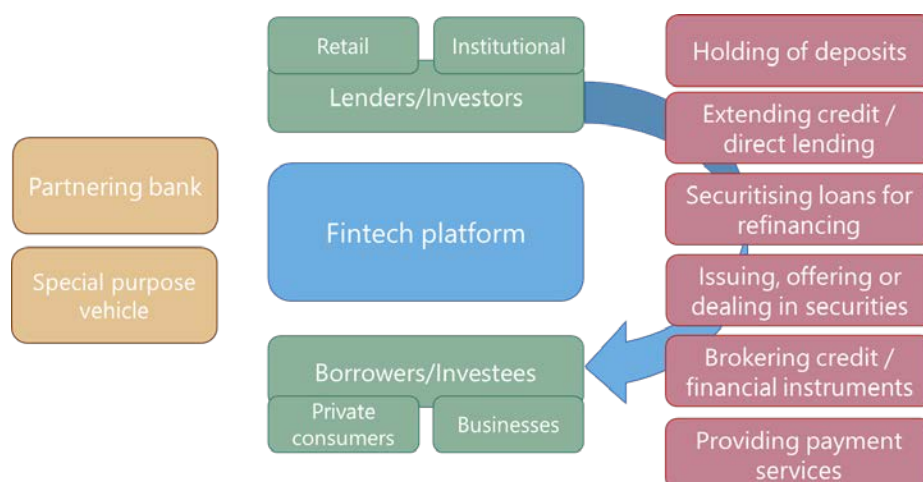 Retail
Institutional
Lenders/Investors
Partnering bank
Special purpose
vehicle
Fintech platform
Borrowers/Investees
Private
consumers
Businesses
Holding of deposits
Extending credit /
direct lending
Securitising loans for
refinancing
Issuing, offering or
dealing in securities
Brokering credit /
financial instruments
Providing payment
services